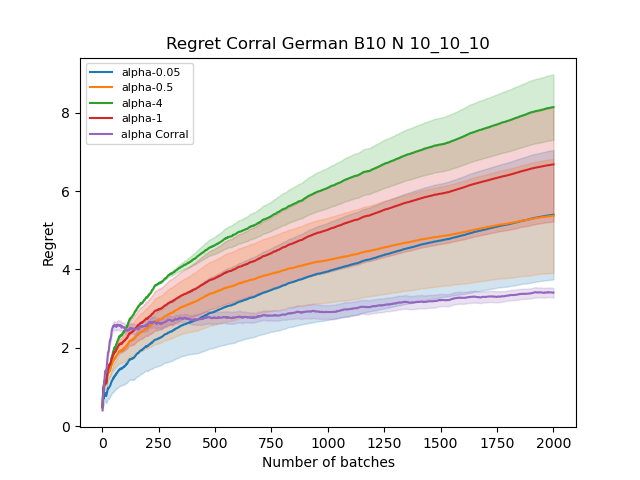 Regret Corral German B10 N 10_10_10
alpha-0.05
alpha-0.5
alpha-4
alpha-1
alpha Corral
8
6
4
2
0
Regret
0 250 500 750 1000 1250 1500 1750 2000
Number of batches